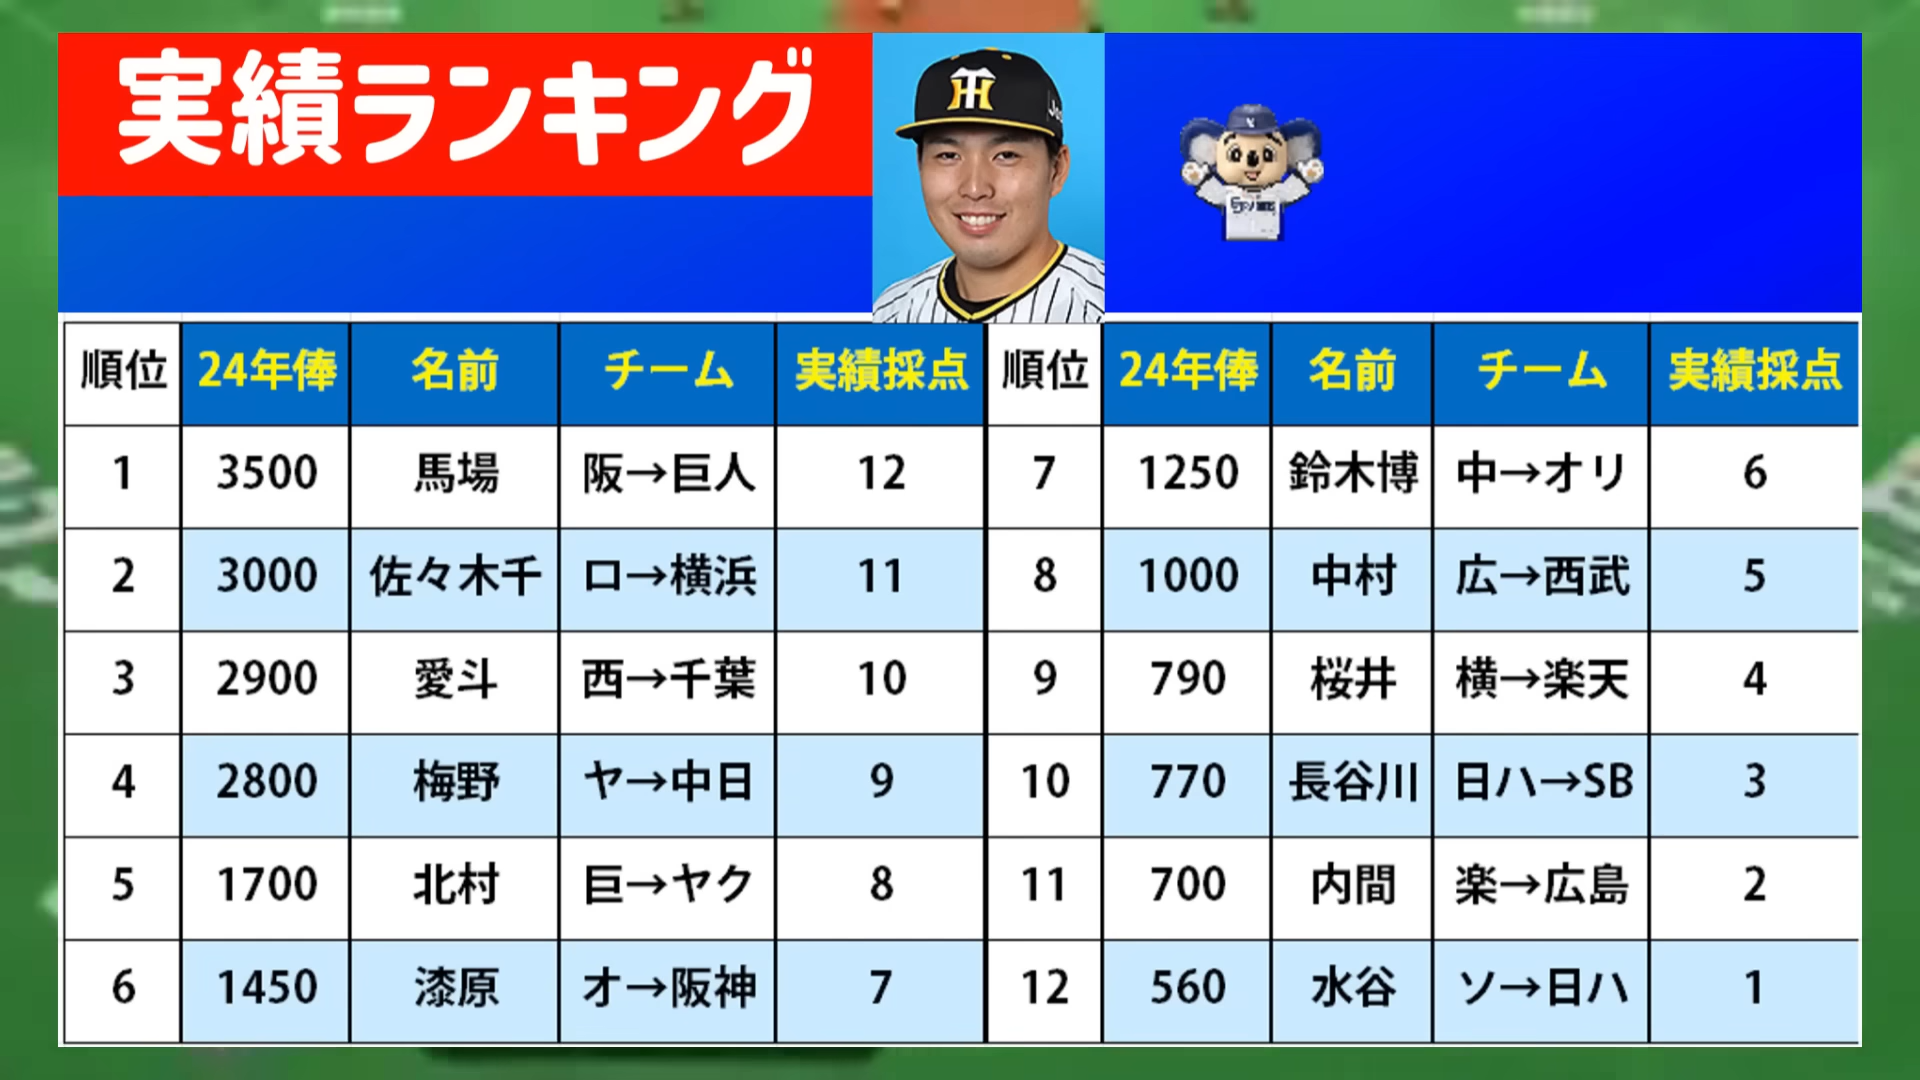 実績ランキング
順位 24年俸 名前 チーム 実績採点 順位 24年俸 名前 チーム 実績採点
1 3500 馬場 阪→巨人 12 7 1250 鈴木博 中→オリ 6
2 3000 佐々木千 ロ→横浜 11 8 1000 中村 広→西武 5
3 2900 愛斗 西→千葉 10 9 790 桜井 横→楽天 4
4 2800 梅野 ヤ→中日 9 10 770 長谷川 日ハ→SB 3
5 1700 北村 巨→ヤク 8 11 700 内間 楽→広島 2
6 1450 漆原 オ→阪神 7 12 560 水谷 ソ→日ハ 1